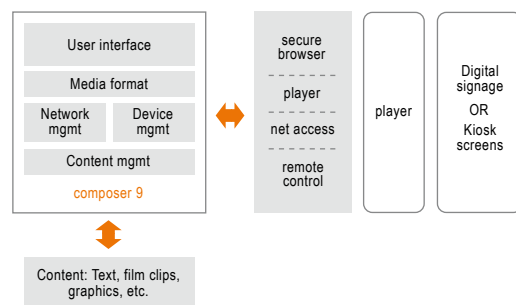 User interface
Media format
Network
mgmt
Device
mgmt
Content mgmt
composer 9
Content: Text, film clips,
graphics, etc.
secure
browser
player
net access
remote
control
player
Digital
signage
OR
Kiosk
screens